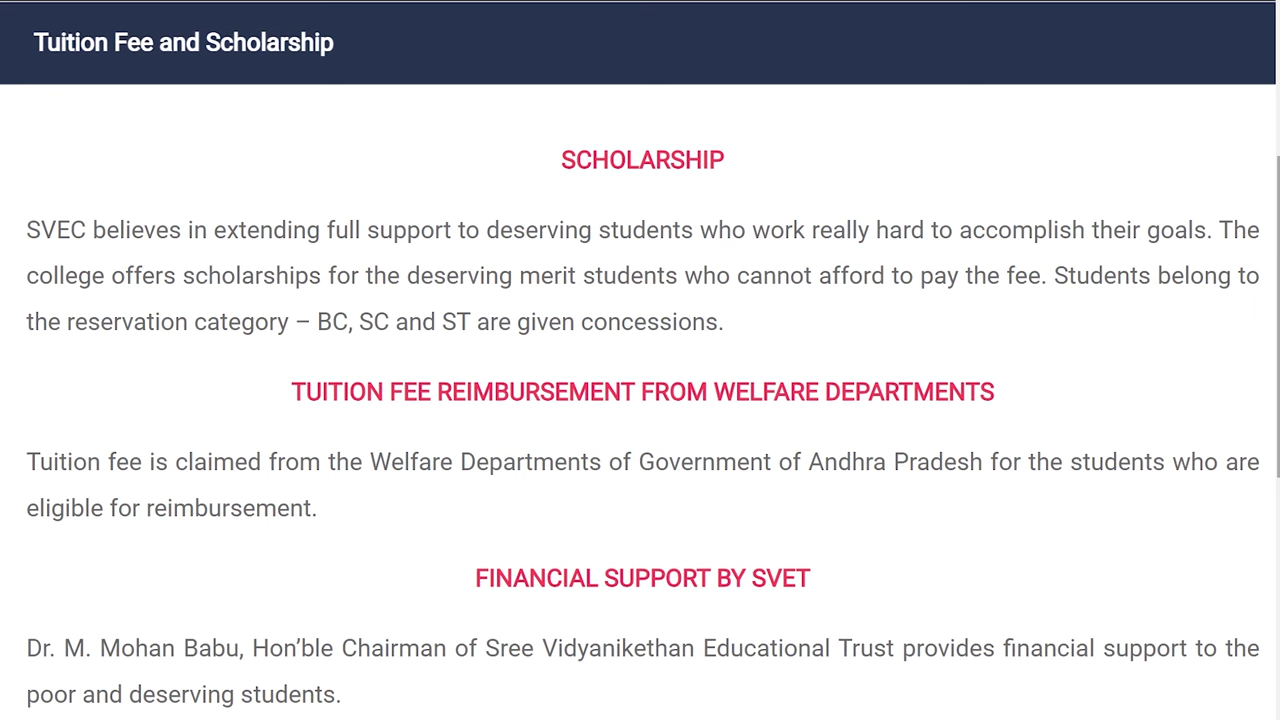 Tuition Fee and Scholarship
SCHOLARSHIP
SVEC believes in extending full support to deserving students who work really hard to accomplish their goals. The
college offers scholarships for the deserving merit students who cannot afford to pay the fee. Students belong to
the reservation category – BC, SC and ST are given concessions.
TUITION FEE REIMBURSEMENT FROM WELFARE DEPARTMENTS
Tuition fee is claimed from the Welfare Departments of Government of Andhra Pradesh for the students who are
eligible for reimbursement.
FINANCIAL SUPPORT BY SVET
Dr. M. Mohan Babu, Hon’ble Chairman of Sree Vidyanikethan Educational Trust provides financial support to the
poor and deserving students.